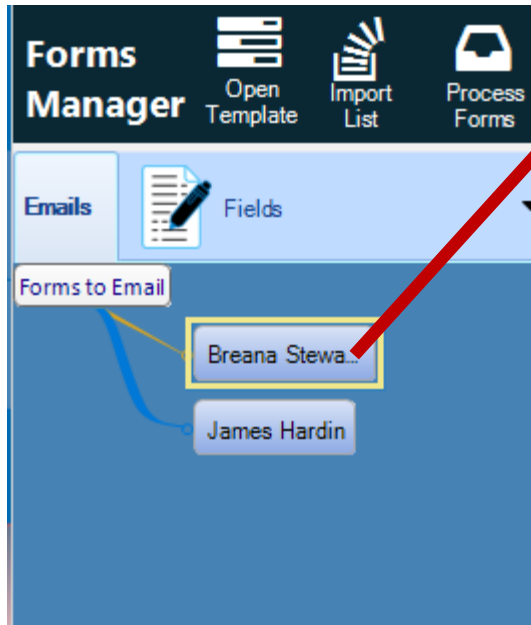 Forms
Manager
Open
Template
Import
List
Process
Forms
Emails
Fields
Forms to Email
Breana Stewa...
James Hardin